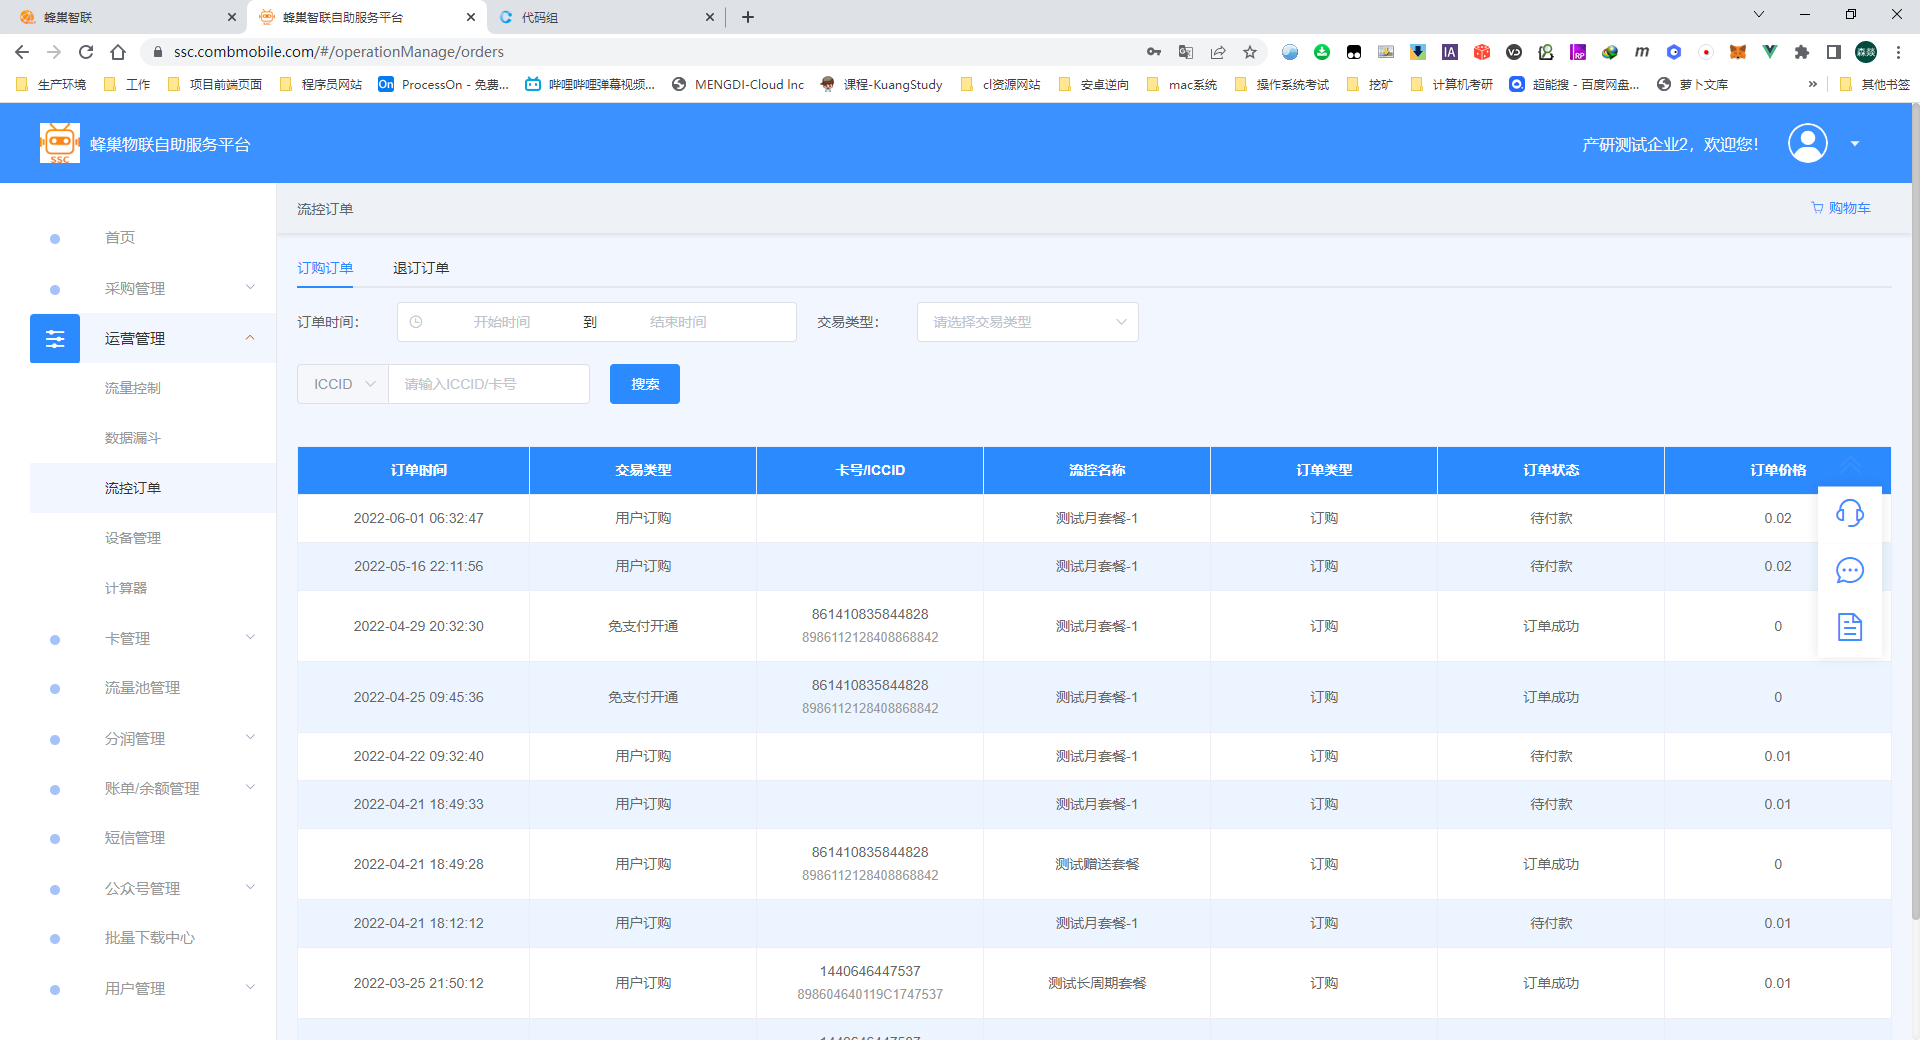 蜂巢智联
蜂巢智联自助服务平台
代码组
ssc.combmobile.com/#/operationManage/orders
生产环境
工作
项目前端页面
程序员网站
On ProcessOn - 免费...
哔哩哔哩弹幕视频...
MENGDI-Cloud Inc
课程-KuangStudy
cl资源网站
安卓逆向
mac系统
操作系统考试
挖矿
计算机考研
超能搜 - 百度网盘...
萝卜文库
其他书签
SSC
蜂巢物联自助服务平台
产研测试企业2，欢迎您！
首页
采购管理
运营管理
流量控制
数据漏斗
流控订单
设备管理
计算器
卡管理
流量池管理
分润管理
账单/余额管理
短信管理
公众号管理
批量下载中心
用户管理
流控订单
购物车
订购订单 退订订单
订单时间： 开始时间 到 结束时间 交易类型： 请选择交易类型
ICCID 请输入ICCID/卡号 搜索
订单时间 交易类型 卡号/ICCID 流控名称 订单类型 订单状态 订单价格
2022-06-01 06:32:47 用户订购 测试月套餐-1 订购 待付款 0.02
2022-05-16 22:11:56 用户订购 测试月套餐-1 订购 待付款 0.02
2022-04-29 20:32:30 免支付开通 861410835844828 测试月套餐-1 订购 订单成功 0
8986112128408868842
2022-04-25 09:45:36 免支付开通 861410835844828 测试月套餐-1 订购 订单成功 0
8986112128408868842
2022-04-22 09:32:40 用户订购 测试月套餐-1 订购 待付款 0.01
2022-04-21 18:49:33 用户订购 测试月套餐-1 订购 待付款 0.01
2022-04-21 18:49:28 用户订购 861410835844828 测试赠送套餐 订购 订单成功 0
8986112128408868842
2022-04-21 18:12:12 用户订购 测试月套餐-1 订购 待付款 0.01
2022-03-25 21:50:12 用户订购 1440646447537 测试长周期套餐 订购 订单成功 0.01
898604640119C1747537